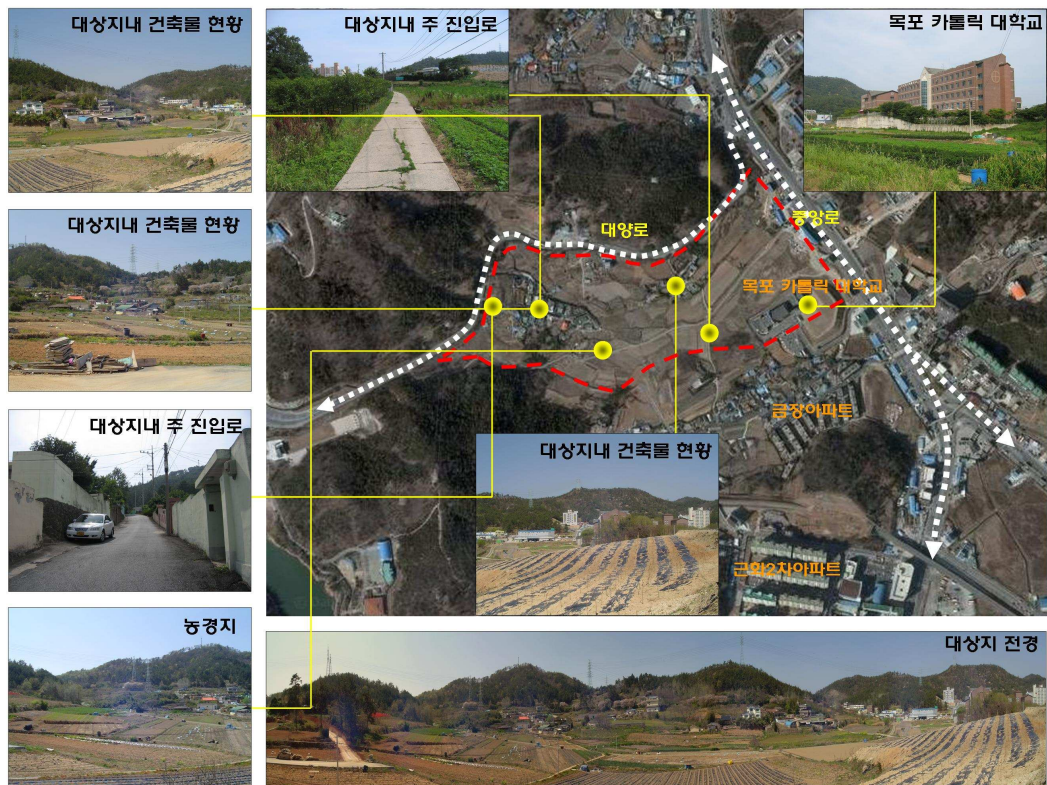 대상지내 건축물 현황
대상지내 주 진입로
목포 카톨릭 대학교
대상지내 건축물 현황
대양로
중앙로
목포 카톨릭 대학교
대상지내 주 진입로
금장아파트
대상지내 건축물 현황
근화2차아파트
농경지
대상지 전경